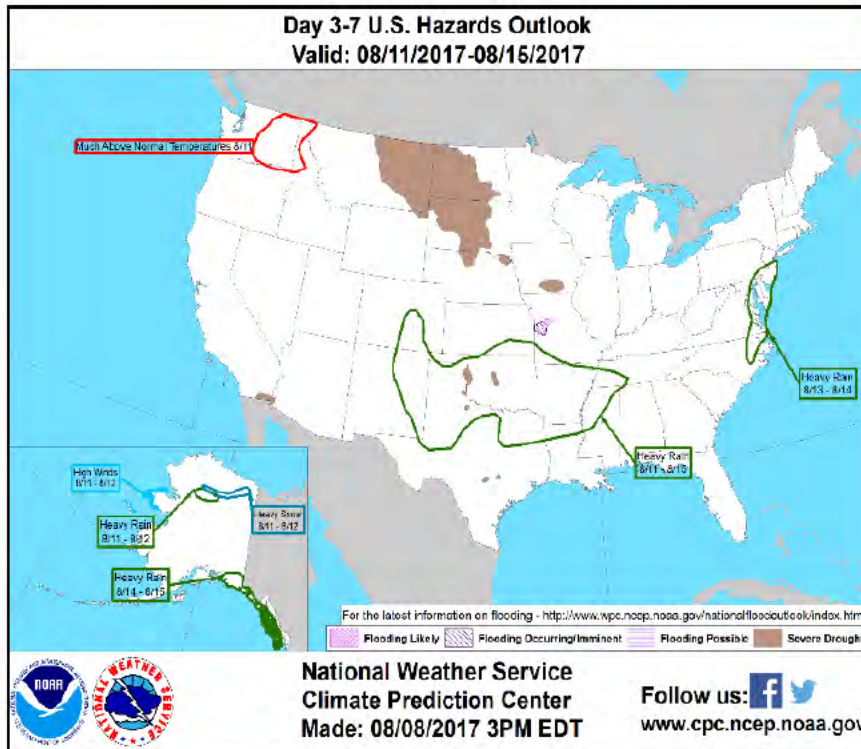 Day 3-7 U.S. Hazards Outlook
Valid: 08/11/2017-08/15/2017
Much Above Normal Temperatures 8/11
Heavy Rain
8/13 - 8/14
Heavy Rain
8/11 - 8/15
High Winds
8/11 - 8/12
Heavy Snow
8/11 - 8/12
Heavy Rain
8/11 - 8/12
Heavy Rain
8/14 - 8/15
For the latest information on flooding - http://www.wpc.ncep.noaa.gov/nationalfloodoutlook/index.htm
Flooding Likely
Flooding Occurring/Imminent
Flooding Possible
Severe Drough
NOAA
NATIONAL WEATHER SERVICE
National Weather Service
Climate Prediction Center
Made: 08/08/2017 3PM EDT
Follow us:
www.cpc.ncep.noaa.gov